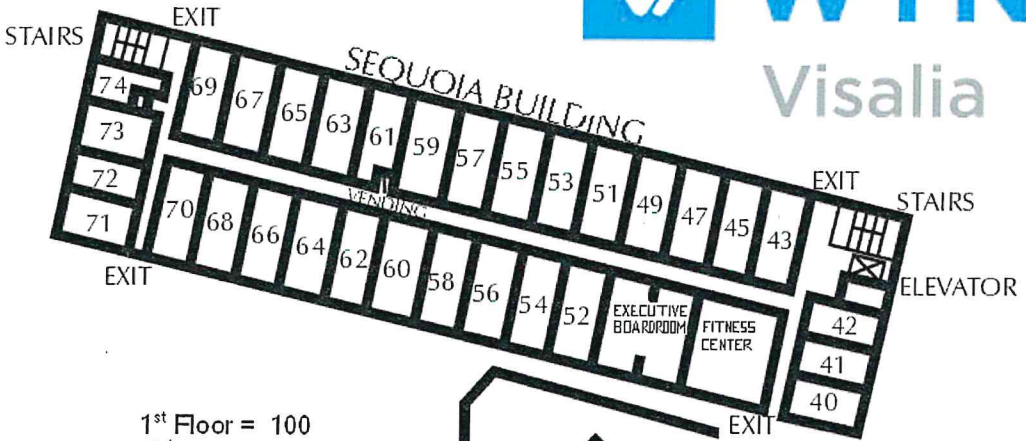 EXIT
STAIRS
SEQUOIA BUILDING
Visalia
74
69
67
65
63
61
59
57
55
53
51
49
47
45
43
73
72
71
VENDING
70
68
66
64
62
60
58
56
54
52
EXECUTIVE
BOARDROOM
FITNESS
CENTER
EXIT
STAIRS
ELEVATOR
42
41
40
EXIT
EXIT
1st Floor = 100